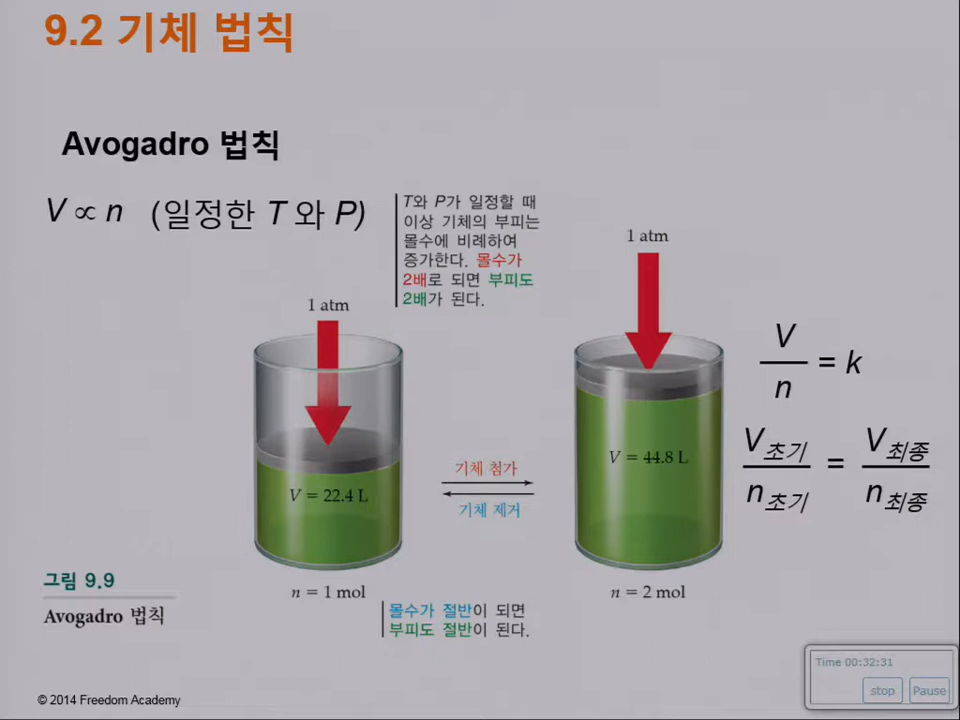 9.2 기체 법칙
Avogadro 법칙
V ∝ n (일정한 T 와 P)
T와 P가 일정할 때
이상 기체의 부피는
몰수에 비례하여
증가한다. 몰수가
2배로 되면 부피도
2배가 된다.
1 atm
1 atm
V = 22.4 L
기체 첨가
기체 제거
V = 44.8 L
V/n = k
V초기/n초기 = V최종/n최종
n = 1 mol
n = 2 mol
그림 9.9
Avogadro 법칙
몰수가 절반이 되면
부피도 절반이 된다.
Time 00:32:31
stop Pause
© 2014 Freedom Academy